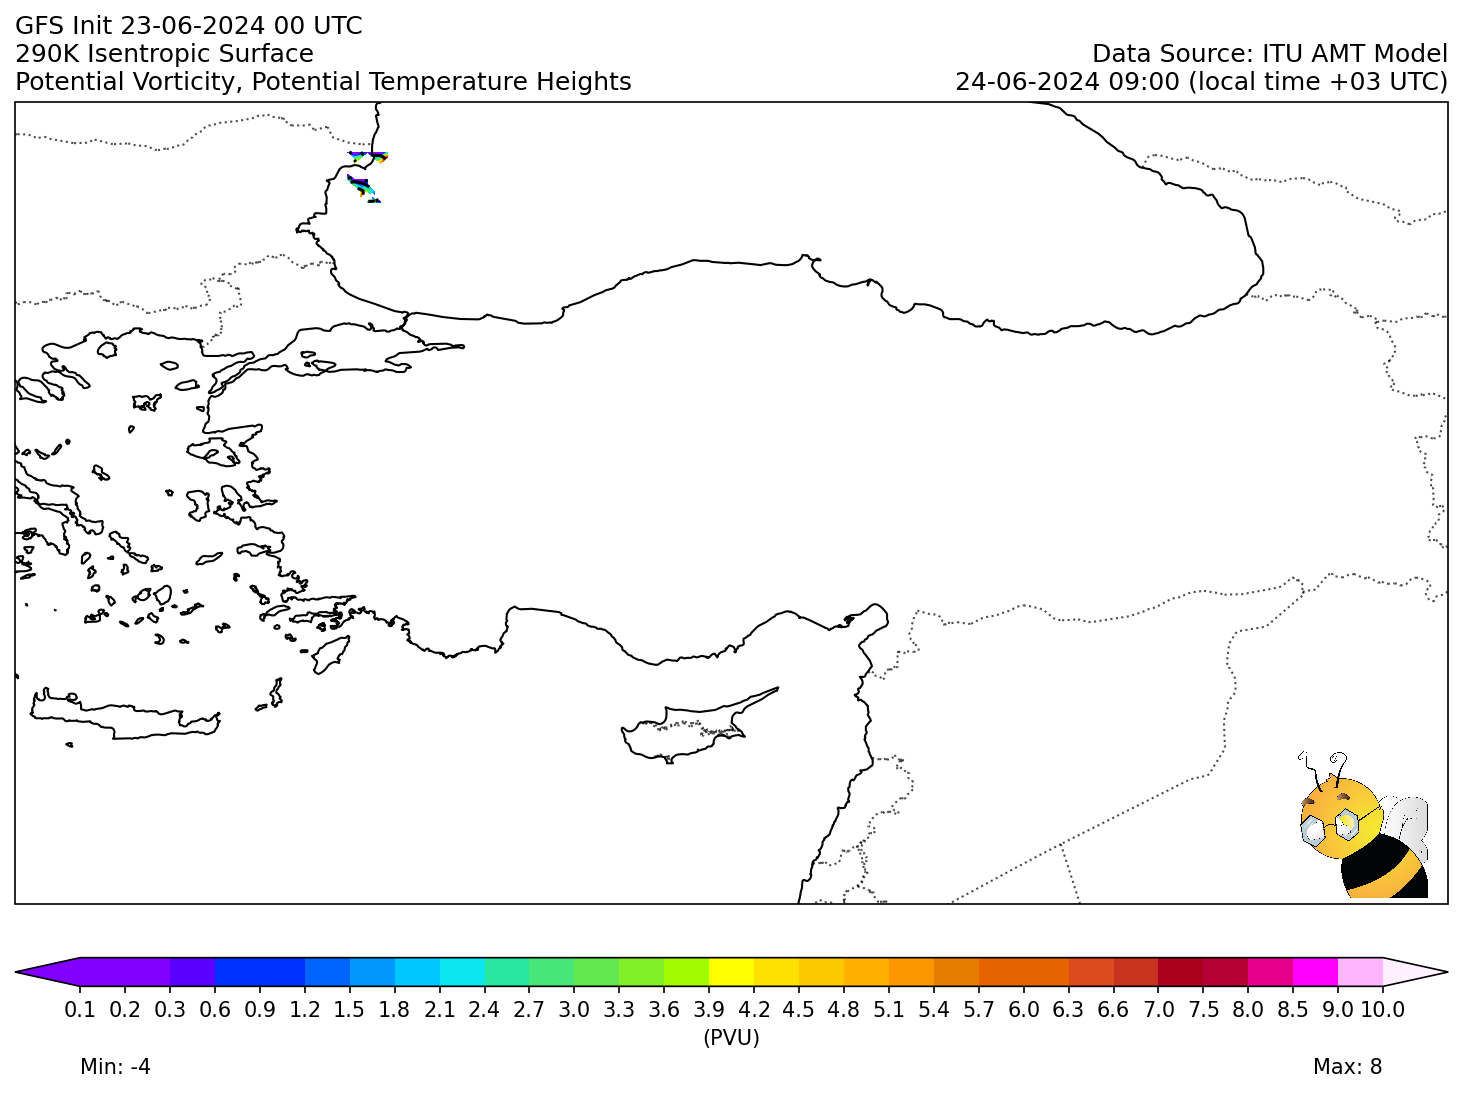 GFS Init 23-06-2024 00 UTC
290K Isentropic Surface
Potential Vorticity, Potential Temperature Heights
Data Source: ITU AMT Model
24-06-2024 09:00 (local time +03 UTC)
0.1 0.2 0.3 0.6 0.9 1.2 1.5 1.8 2.1 2.4 2.7 3.0 3.3 3.6 3.9 4.2 4.5 4.8 5.1 5.4 5.7 6.0 6.3 6.6 7.0 7.5 8.0 8.5 9.0 10.0
(PVU)
Min: -4
Max: 8